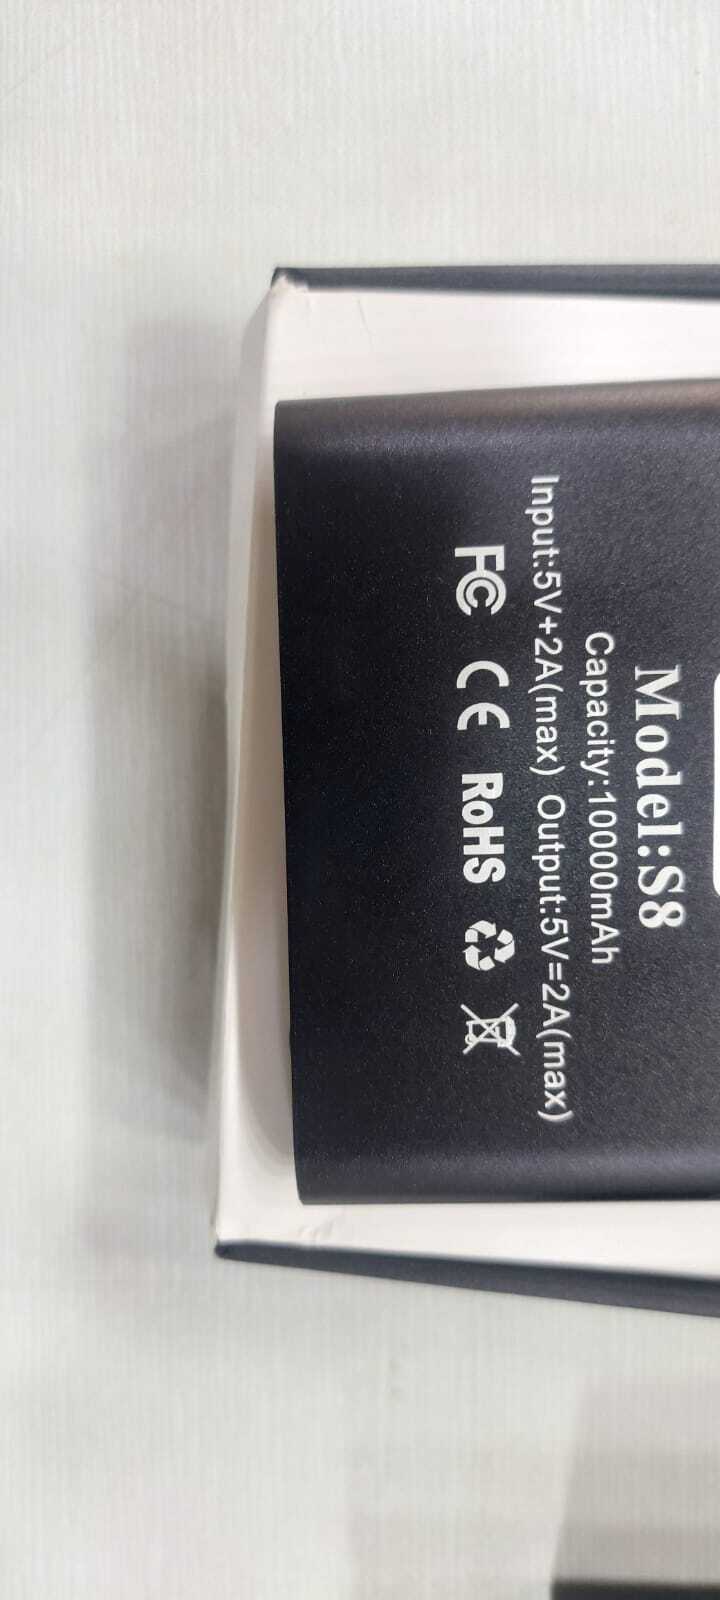 Model:S8
Capacity:10000mAh
Input:5V+2A(max) Output:5V=2A(max)
FC CE RoHS